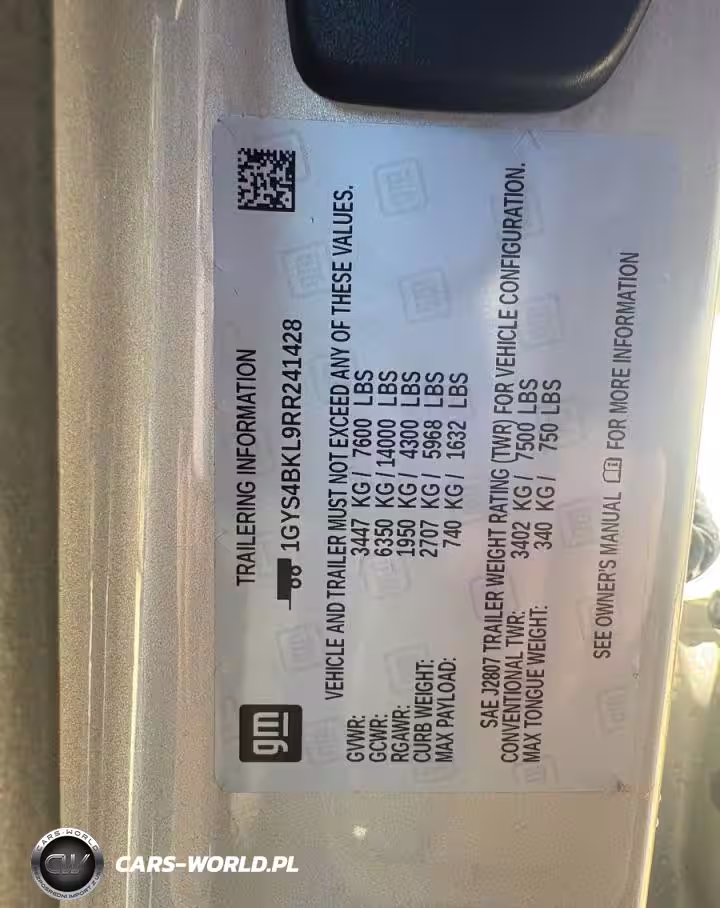 gm
TRAILERING INFORMATION
1GYS4BKL9RR241428
VEHICLE AND TRAILER MUST NOT EXCEED ANY OF THESE VALUES.
GVWR: 3447 KG / 7600 LBS
GCWR: 6350 KG / 14000 LBS
RGAWR: 1950 KG / 4300 LBS
CURB WEIGHT: 2707 KG / 5968 LBS
MAX PAYLOAD: 740 KG / 1632 LBS
SAE J2807 TRAILER WEIGHT RATING (TWR) FOR VEHICLE CONFIGURATION.
CONVENTIONAL TWR: 3402 KG / 7500 LBS
MAX TONGUE WEIGHT: 340 KG / 750 LBS
SEE OWNER'S MANUAL FOR MORE INFORMATION
CARS-WORLD
CW
CARS-WORLD.PL